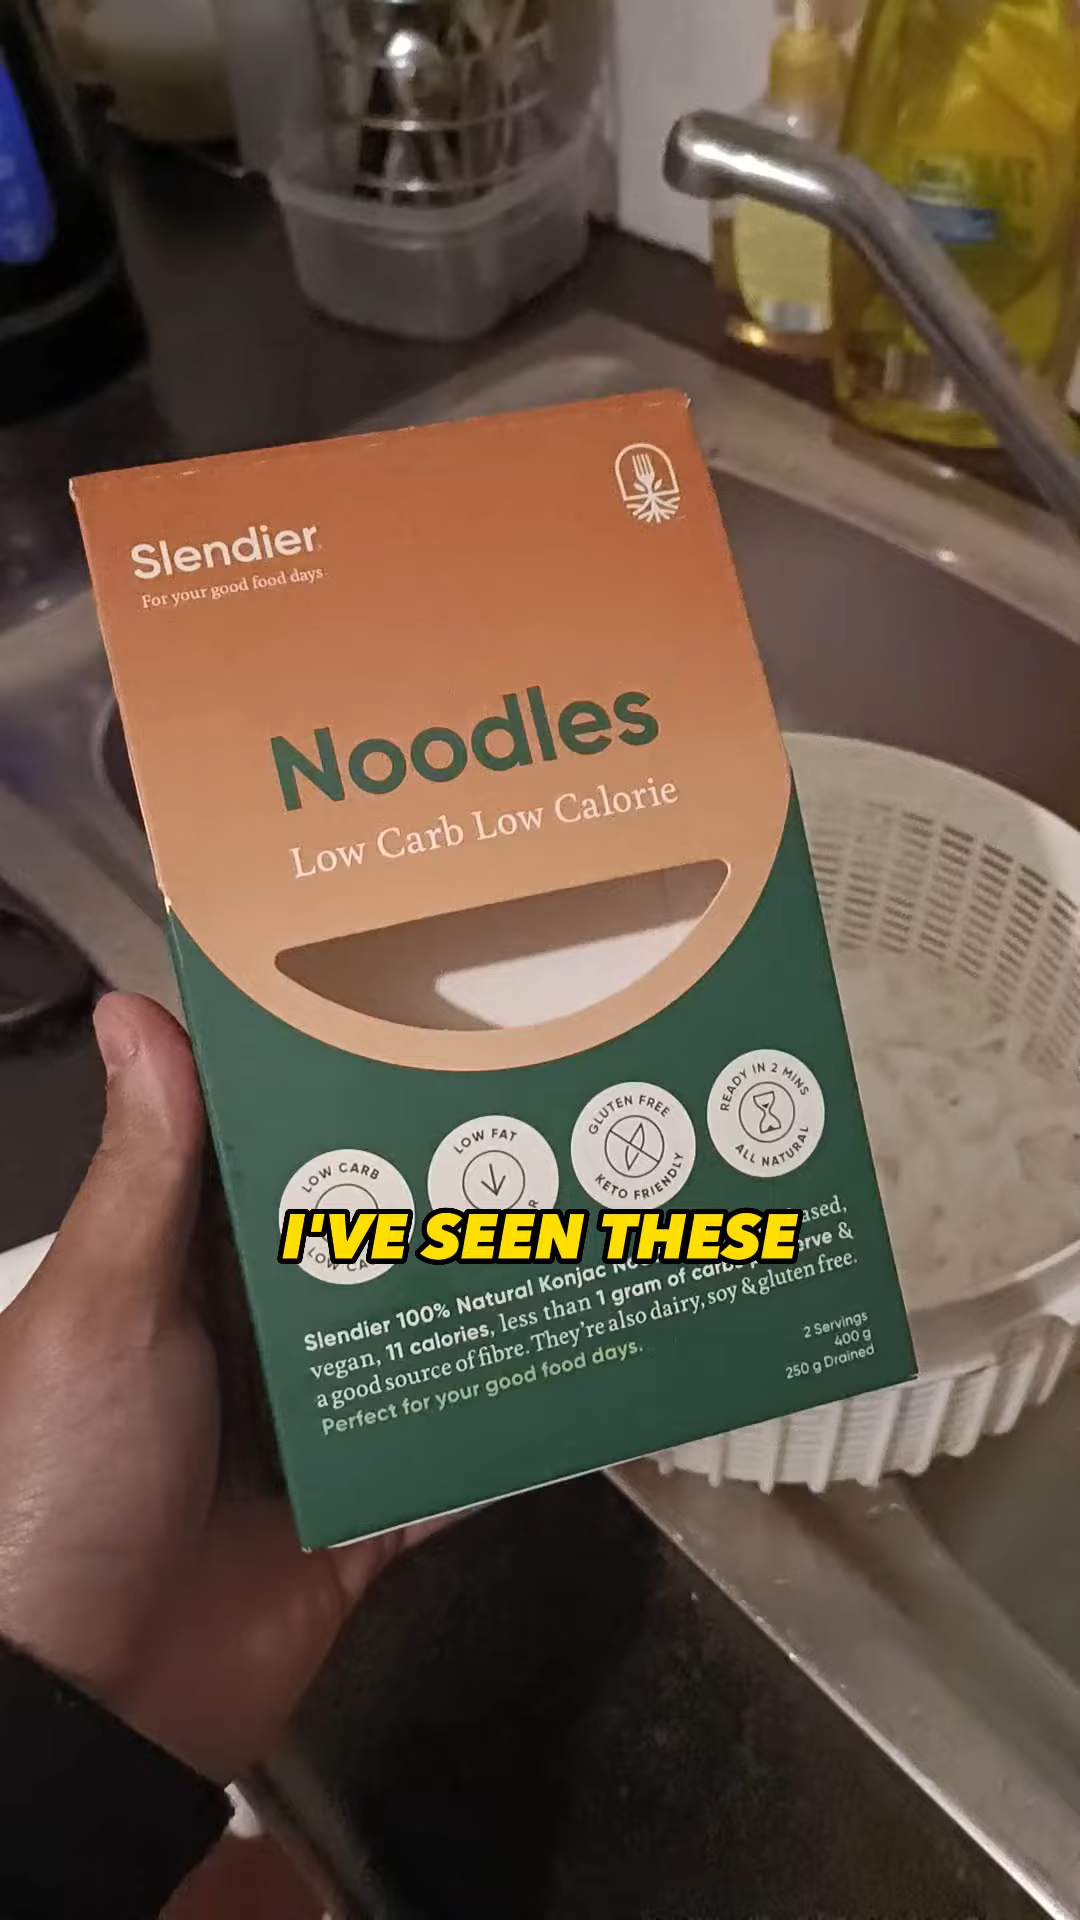 Slendier
For your good food days
Noodles
Low Carb Low Calorie
LOW CARB
LOW FAT
GLUTEN FREE
KETO FRIENDLY
READY IN 2 MINS
ALL NATURAL
I'VE SEEN THESE
Slendier 100% Natural Konjac
vegan, 11 calories, less than 1 gram of
&
a good source of fibre. They're also dairy, soy & gluten free.
Perfect for your good food days.
2 Servings
400 g
250 g Drained